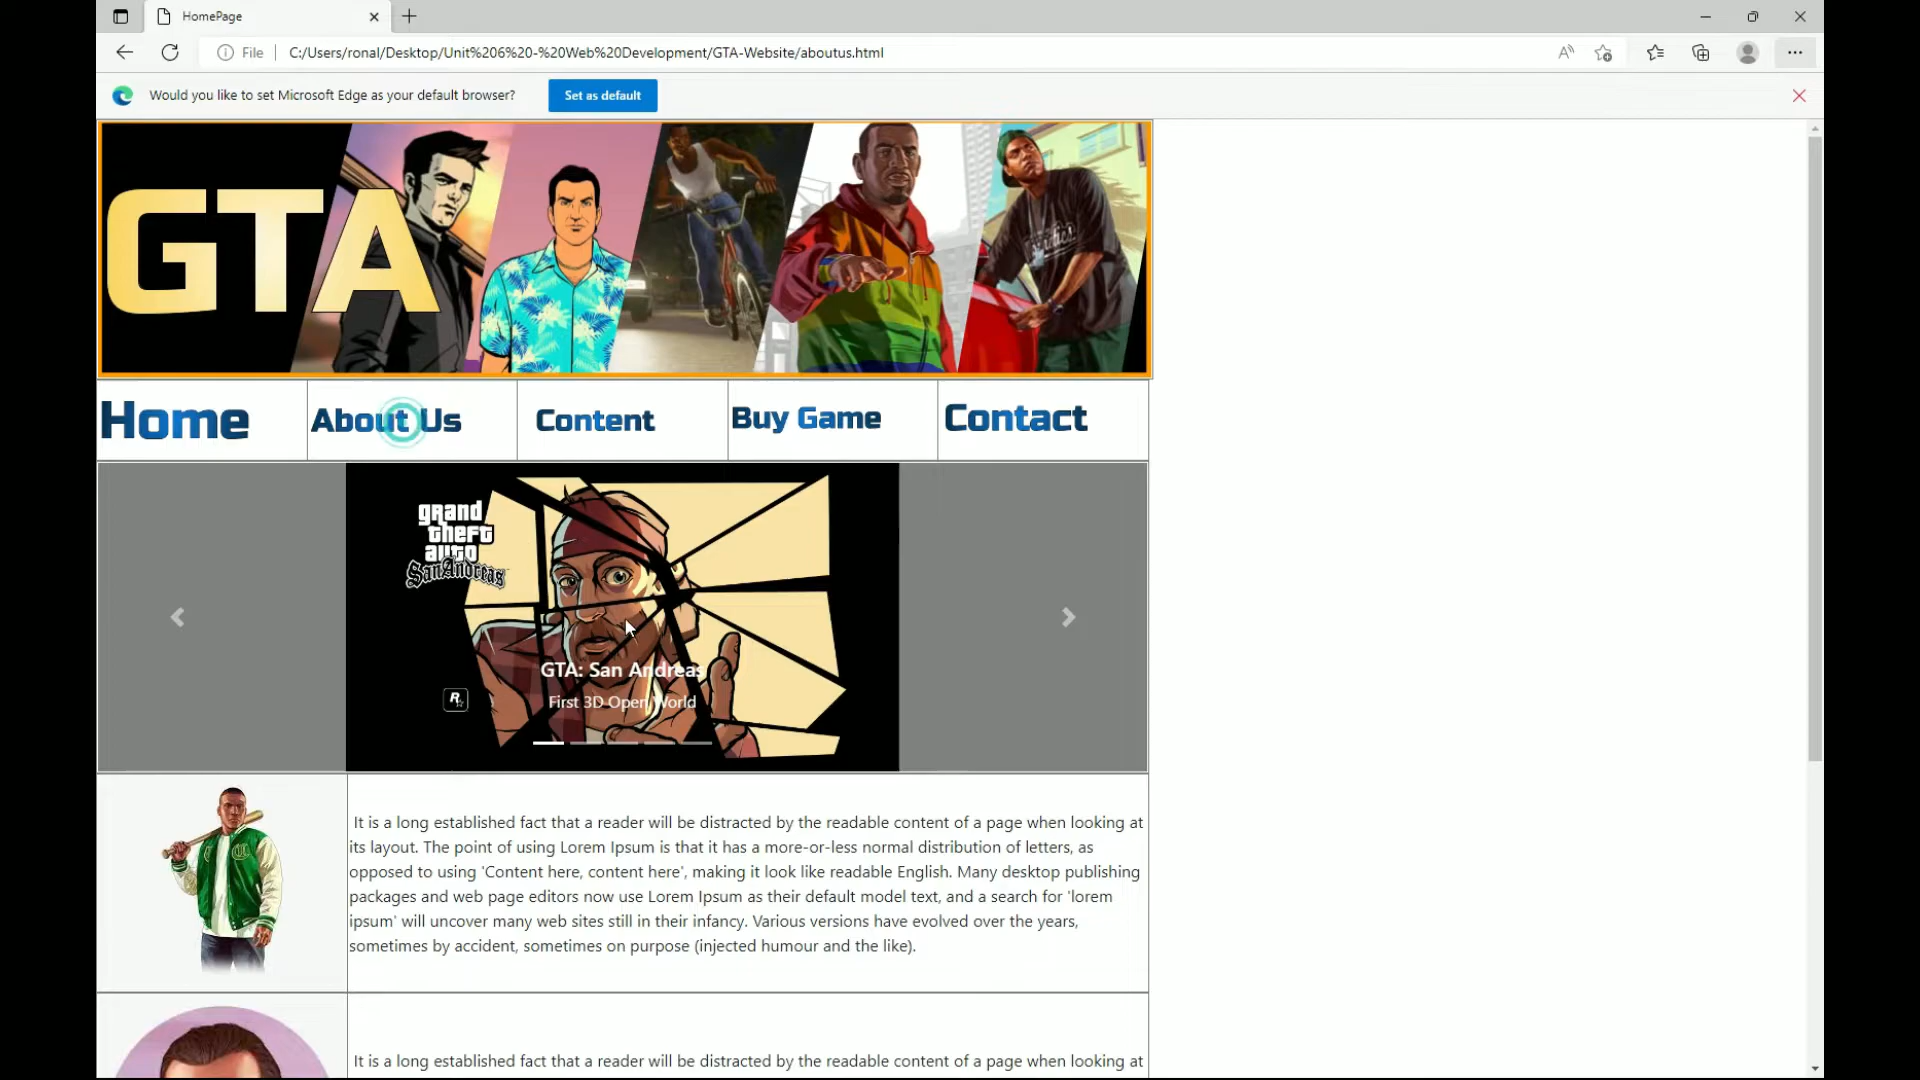 HomePage
File
C:/Users/ronal/Desktop/Unit%206%20-%20Web%20Development/GTA-Website/aboutus.html
Would you like to set Microsoft Edge as your default browser?
Set as default
GTA
Home
About Us
Content
Buy Game
Contact
grand
theft
auto
San Andreas
GTA: San Andreas
R
First 3D Open World
It is a long established fact that a reader will be distracted by the readable content of a page when looking at
its layout. The point of using Lorem Ipsum is that it has a more-or-less normal distribution of letters, as
opposed to using 'Content here, content here', making it look like readable English. Many desktop publishing
packages and web page editors now use Lorem Ipsum as their default model text, and a search for 'lorem
ipsum' will uncover many web sites still in their infancy. Various versions have evolved over the years,
sometimes by accident, sometimes on purpose (injected humour and the like).
It is a long established fact that a reader will be distracted by the readable content of a page when looking at